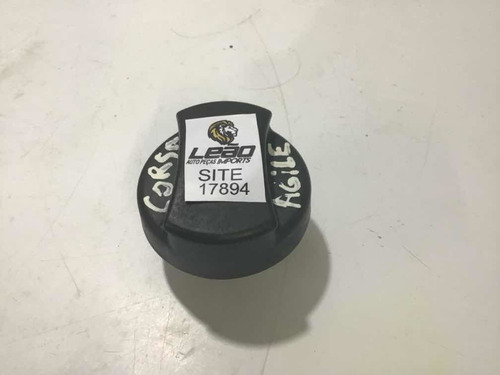 CORSA
LEÃO
AUTO PEÇAS IMPORTS
SITE
17894
AGILE